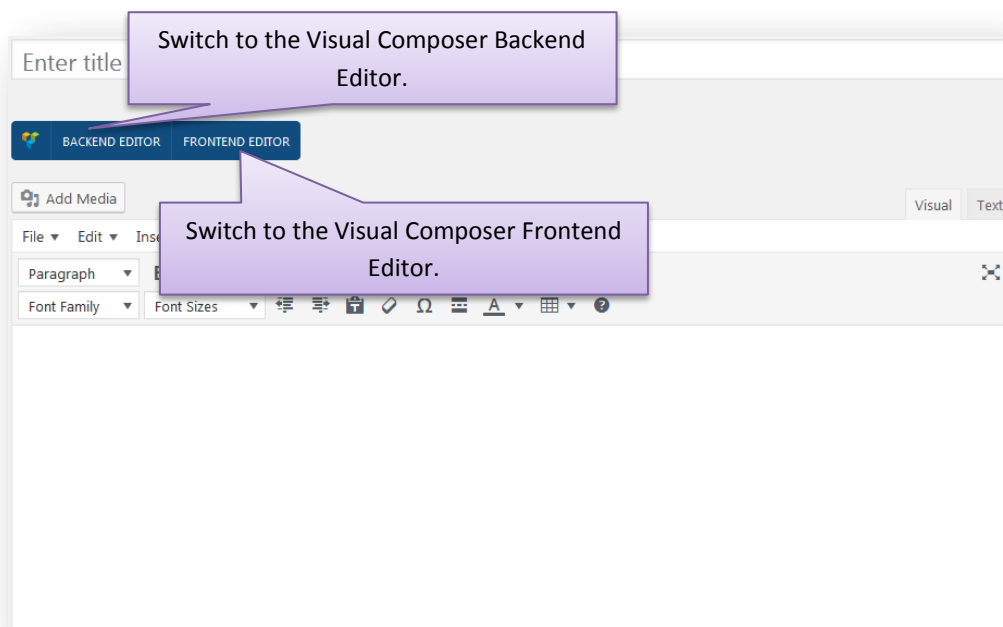 Switch to the Visual Composer Backend
Editor.
Enter title
BACKEND EDITOR FRONTEND EDITOR
Add Media
Visual Text
Switch to the Visual Composer Frontend
Editor.
File Edit
Paragraph
Font Family Font Sizes